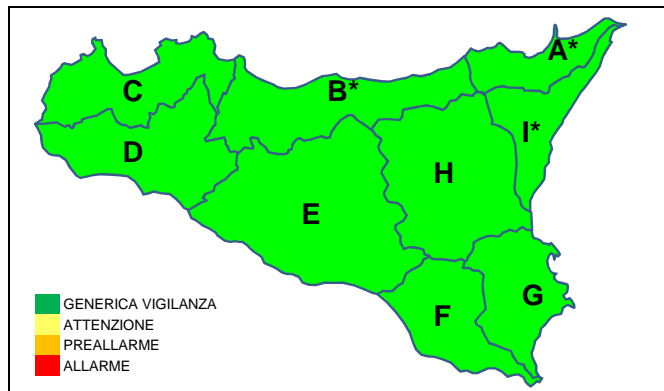 A*
C
B*
I*
D
H
E
G
F
GENERICA VIGILANZA
ATTENZIONE
PREALLARME
ALLARME